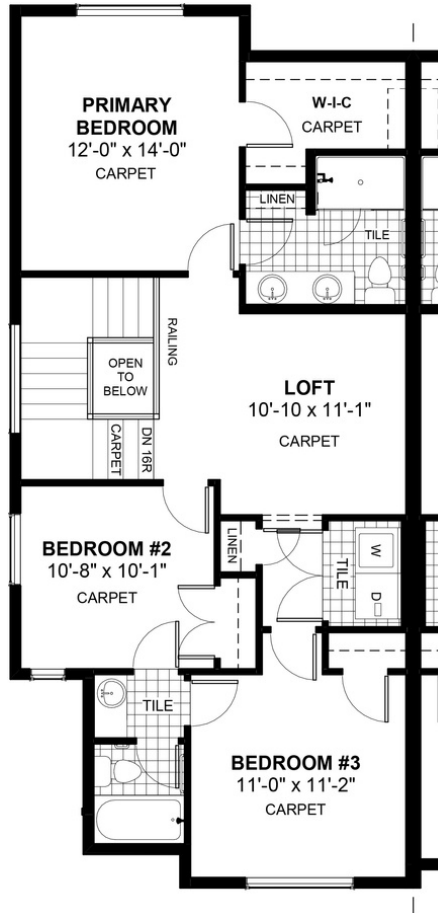 PRIMARY
BEDROOM
12'-0" x 14'-0"
CARPET
W-I-C
CARPET
LINEN
TILE
RAILING
OPEN
TO
BELOW
CARPET
DN 16R
LOFT
10'-10 x 11'-1"
CARPET
BEDROOM #2
10'-8" x 10'-1"
CARPET
LINEN
TILE
W
D
TILE
BEDROOM #3
11'-0" x 11'-2"
CARPET